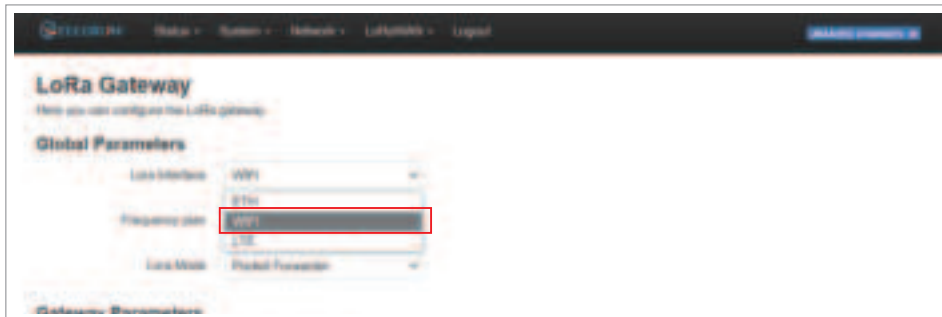 Status System Network LoRaWAN Logout
LoRa Gateway
Here you can configure the LoRa gateway.
Global Parameters
Lora Interface WIFI
ETH
Frequency plan WIFI
LTE
Lora Mode Packet Forwarder
Gateway Parameters